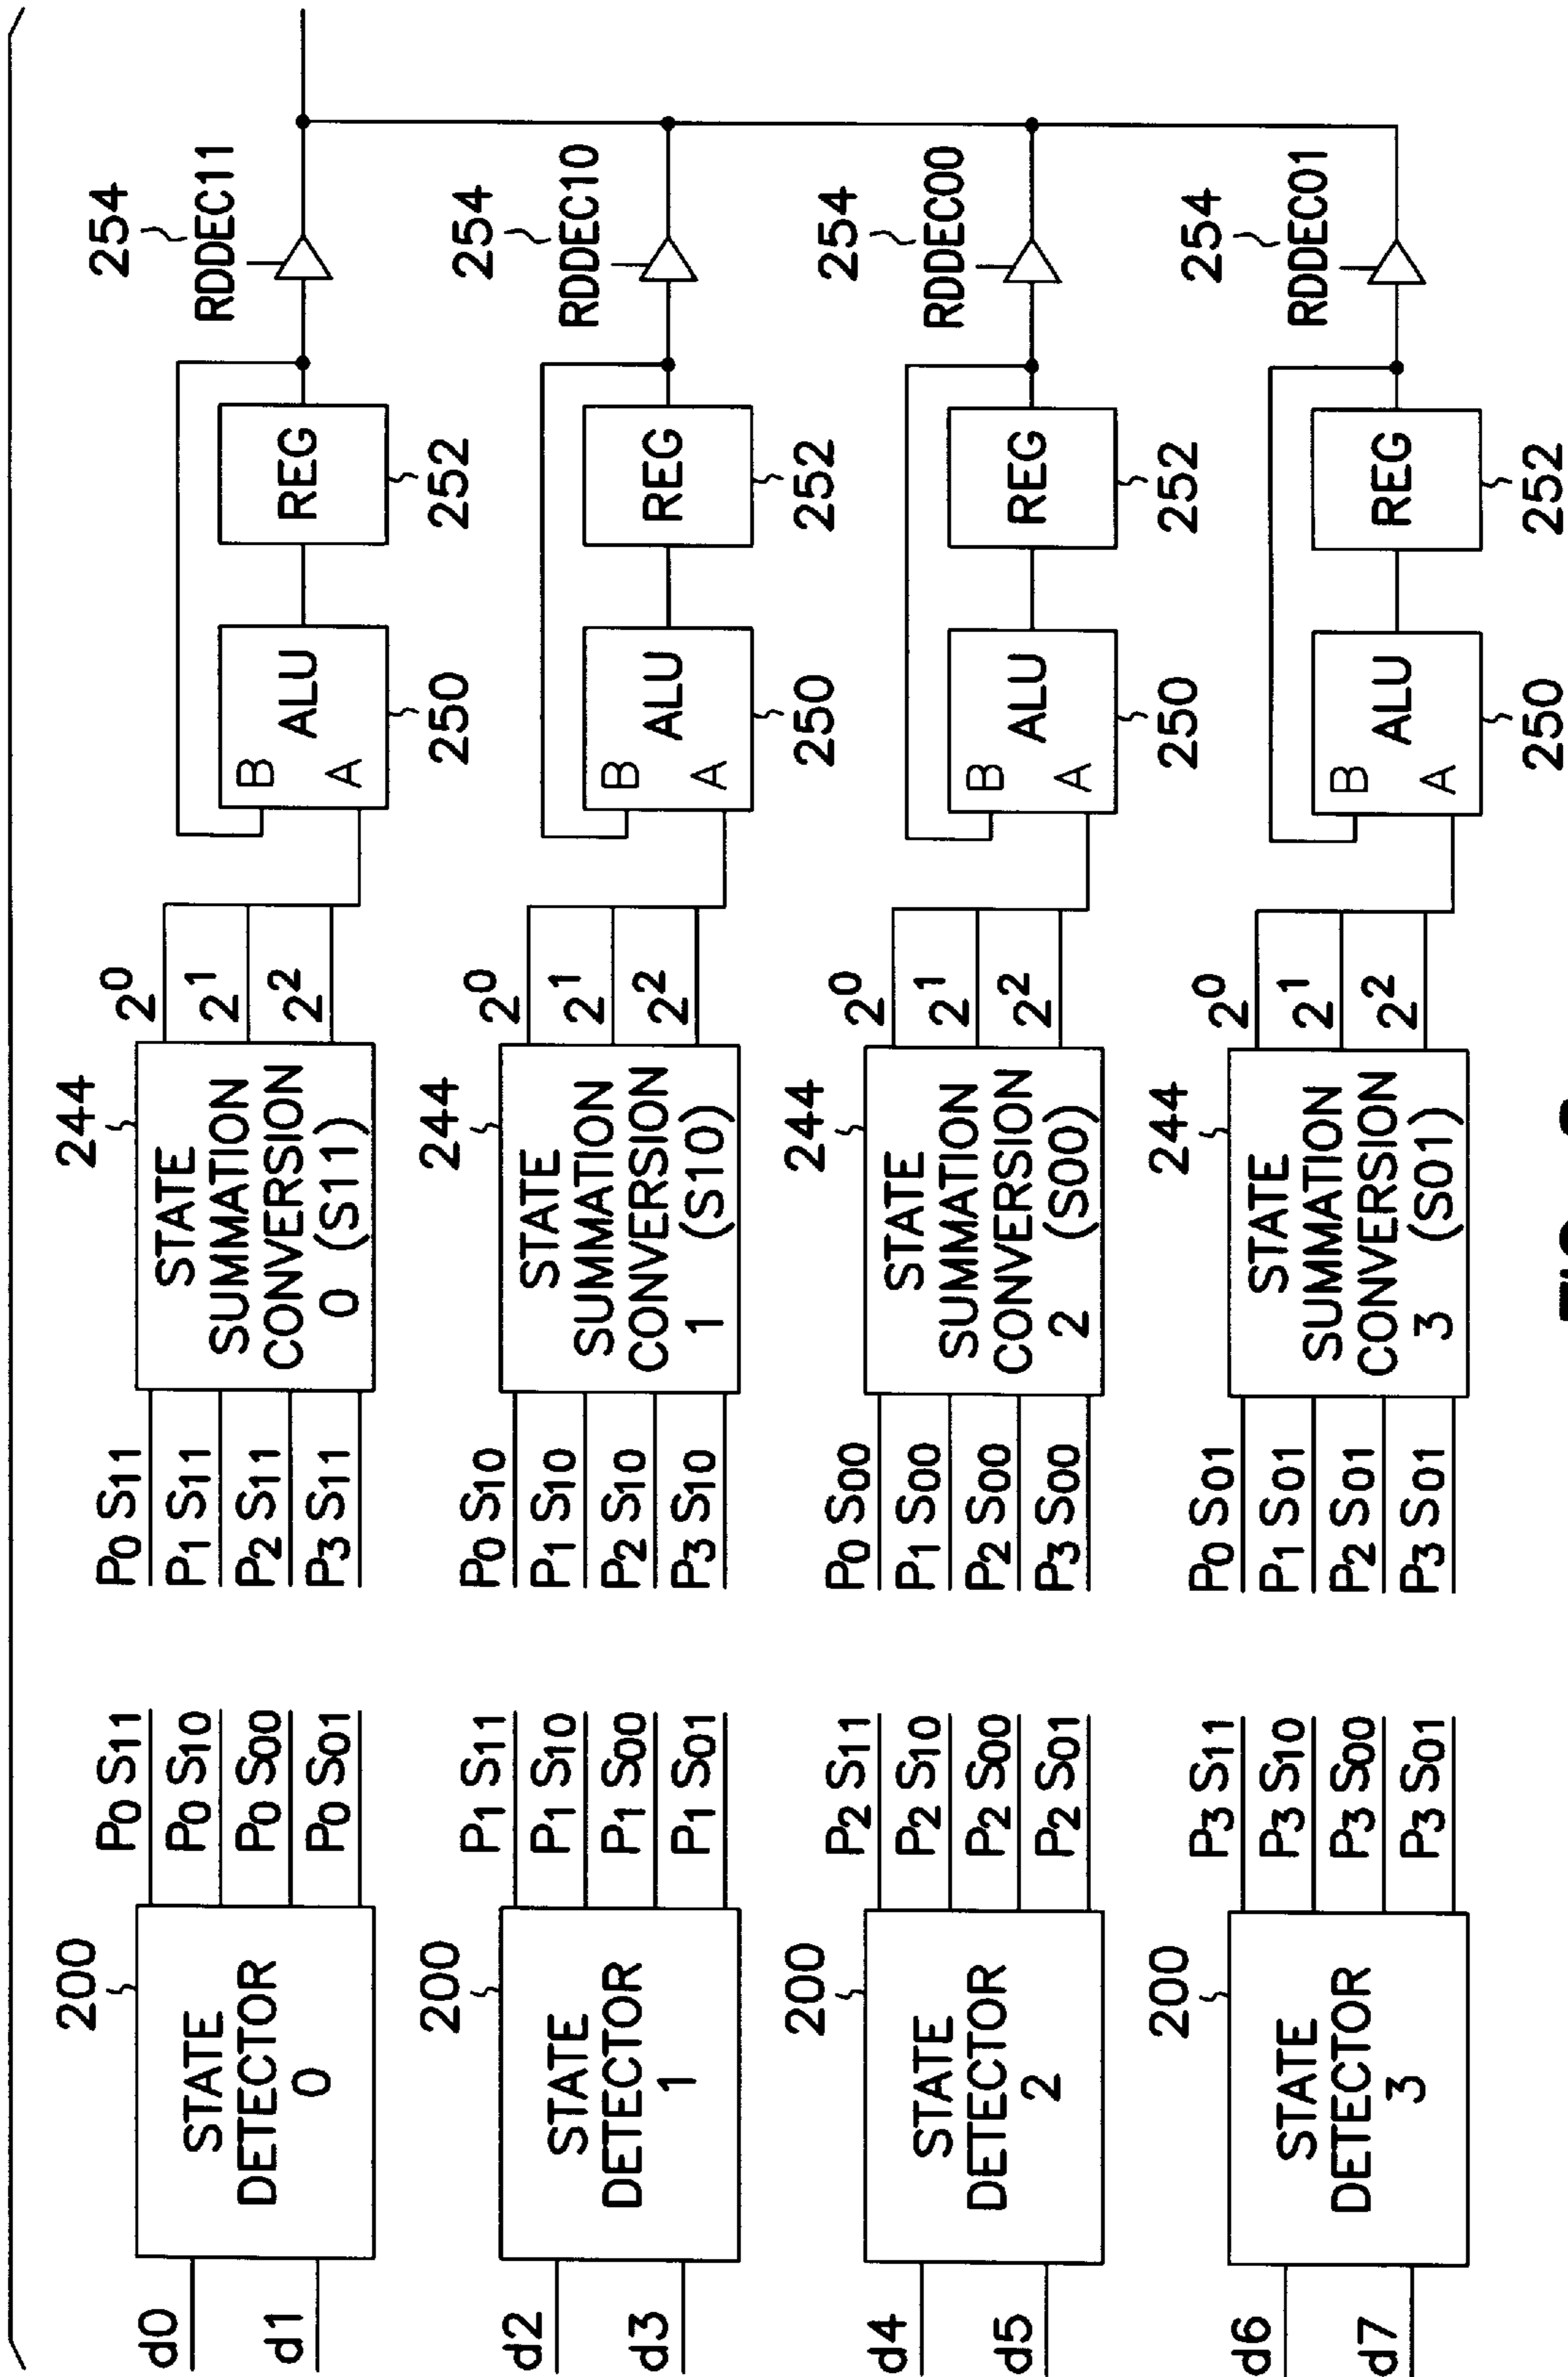 d0
d1
200
STATE
DETECTOR
0
P0 S11
P0 S10
P0 S00
P0 S01
P0 S11
P1 S11
P2 S11
P3 S11
244
STATE
SUMMATION
CONVERSION
0 (S11)
2^0
2^1
2^2
B
A
ALU
250
REG
252
254
RDDEC11
d2
d3
200
STATE
DETECTOR
1
P1 S11
P1 S10
P1 S00
P1 S01
P0 S10
P1 S10
P2 S10
P3 S10
244
STATE
SUMMATION
CONVERSION
1 (S10)
2^0
2^1
2^2
B
A
ALU
250
REG
252
254
RDDEC10
d4
d5
200
STATE
DETECTOR
2
P2 S11
P2 S10
P2 S00
P2 S01
P0 S00
P1 S00
P2 S00
P3 S00
244
STATE
SUMMATION
CONVERSION
2 (S00)
2^0
2^1
2^2
B
A
ALU
250
REG
252
254
RDDEC00
d6
d7
200
STATE
DETECTOR
3
P3 S11
P3 S10
P3 S00
P3 S01
P0 S01
P1 S01
P2 S01
P3 S01
244
STATE
SUMMATION
CONVERSION
3 (S01)
2^0
2^1
2^2
B
A
ALU
250
REG
252
254
RDDEC01